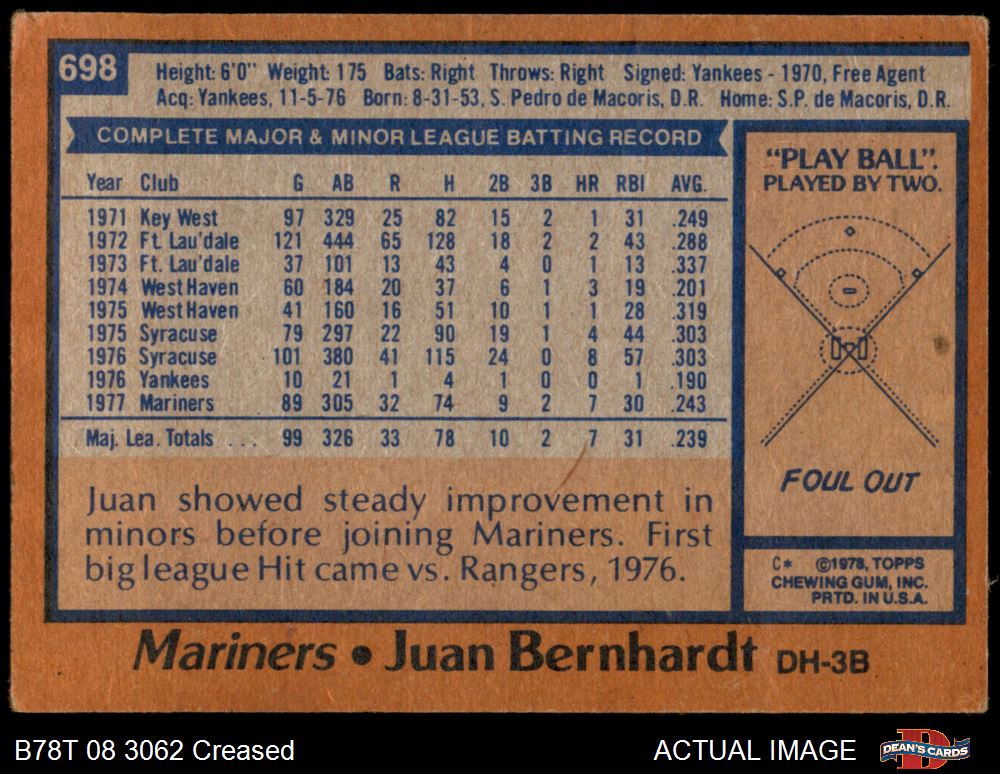 698
Height: 6'0" Weight: 175 Bats: Right Throws: Right Signed: Yankees - 1970, Free Agent
Acq: Yankees, 11-5-76 Born: 8-31-53, S. Pedro de Macoris, D.R. Home: S.P. de Macoris, D.R.
COMPLETE MAJOR & MINOR LEAGUE BATTING RECORD
Year Club G AB R H 2B 3B HR RBI AVG.
1971 Key West 97 329 25 82 15 2 1 31 .249
1972 Ft. Lau'dale 121 444 65 128 18 2 2 43 .288
1973 Ft. Lau'dale 37 101 13 43 4 0 1 13 .337
1974 West Haven 60 184 20 37 6 1 3 19 .201
1975 West Haven 41 160 16 51 10 1 1 28 .319
1975 Syracuse 79 297 22 90 19 1 4 44 .303
1976 Syracuse 101 380 41 115 24 0 8 57 .303
1976 Yankees 10 21 1 4 1 0 0 1 .190
1977 Mariners 89 305 32 74 9 2 7 30 .243
Maj. Lea. Totals ... 99 326 33 78 10 2 7 31 .239
Juan showed steady improvement in
minors before joining Mariners. First
big league Hit came vs. Rangers, 1976.
"PLAY BALL".
PLAYED BY TWO.
FOUL OUT
C* ©1978, TOPPS
CHEWING GUM, INC.
PRTD. IN U.S.A.
Mariners • Juan Bernhardt DH-3B
B78T 08 3062 Creased
ACTUAL IMAGE
DEAN'S CARDS